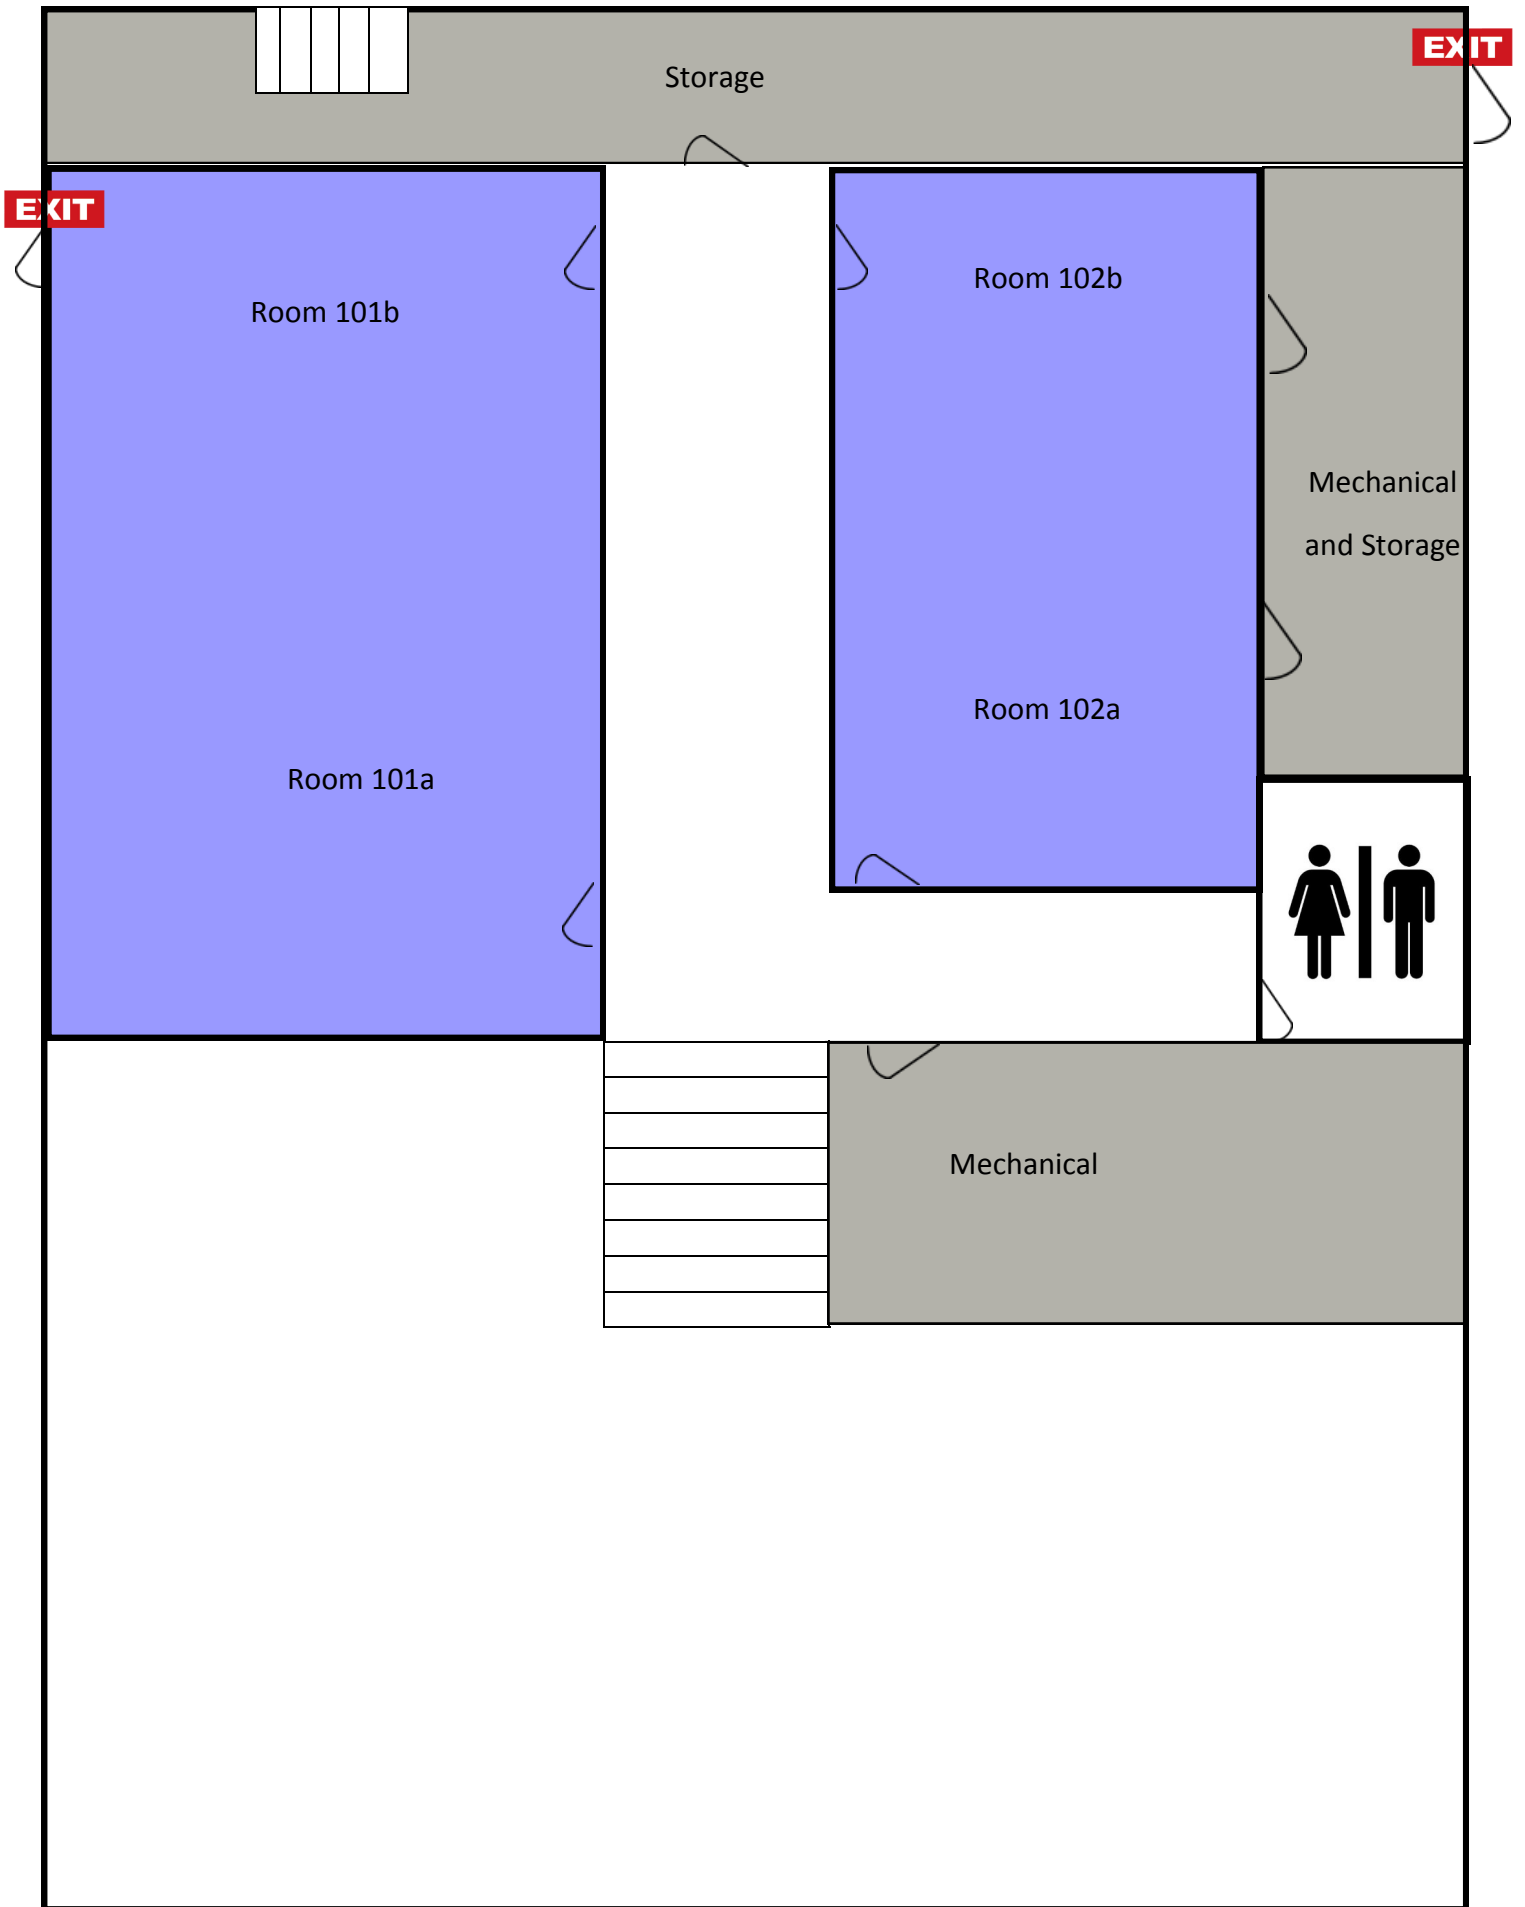 Storage
EXIT
EXIT
Room 101b
Room 102b
Mechanical
and Storage
Room 102a
Room 101a
Mechanical